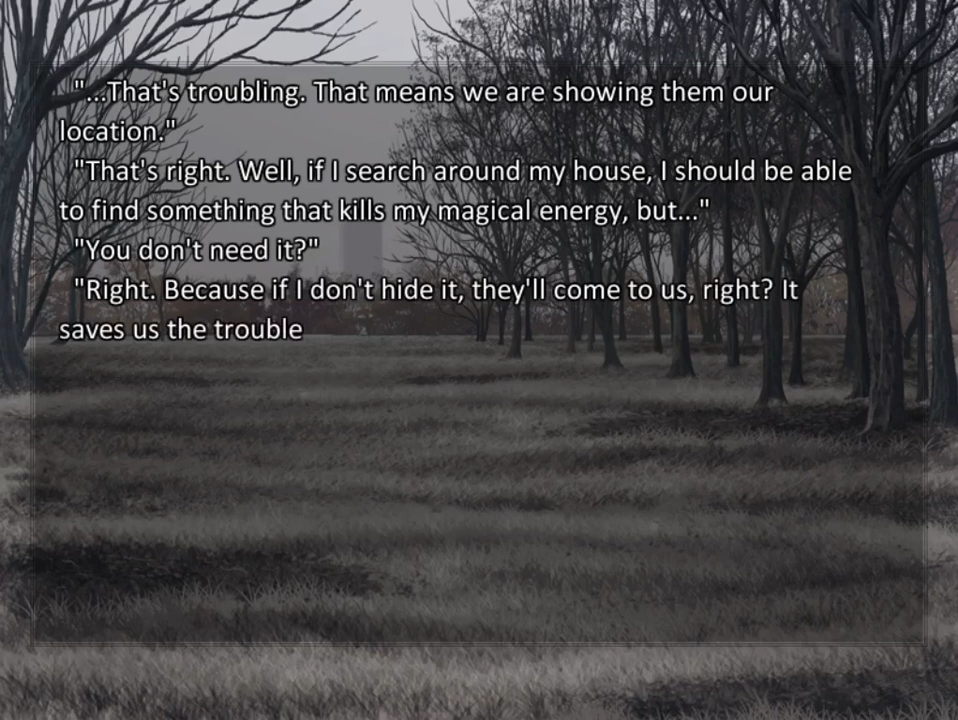 "...That's troubling. That means we are showing them our
location."
"That's right. Well, if I search around my house, I should be able
to find something that kills my magical energy, but..."
"You don't need it?"
"Right. Because if I don't hide it, they'll come to us, right? It
saves us the trouble